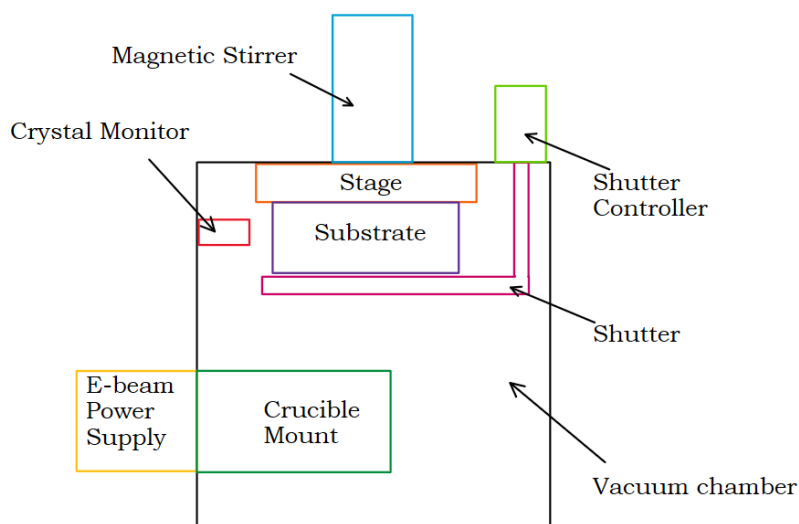 Magnetic Stirrer
Crystal Monitor
Stage
Shutter
Controller
Substrate
Shutter
E-beam
Power
Supply
Crucible
Mount
Vacuum chamber